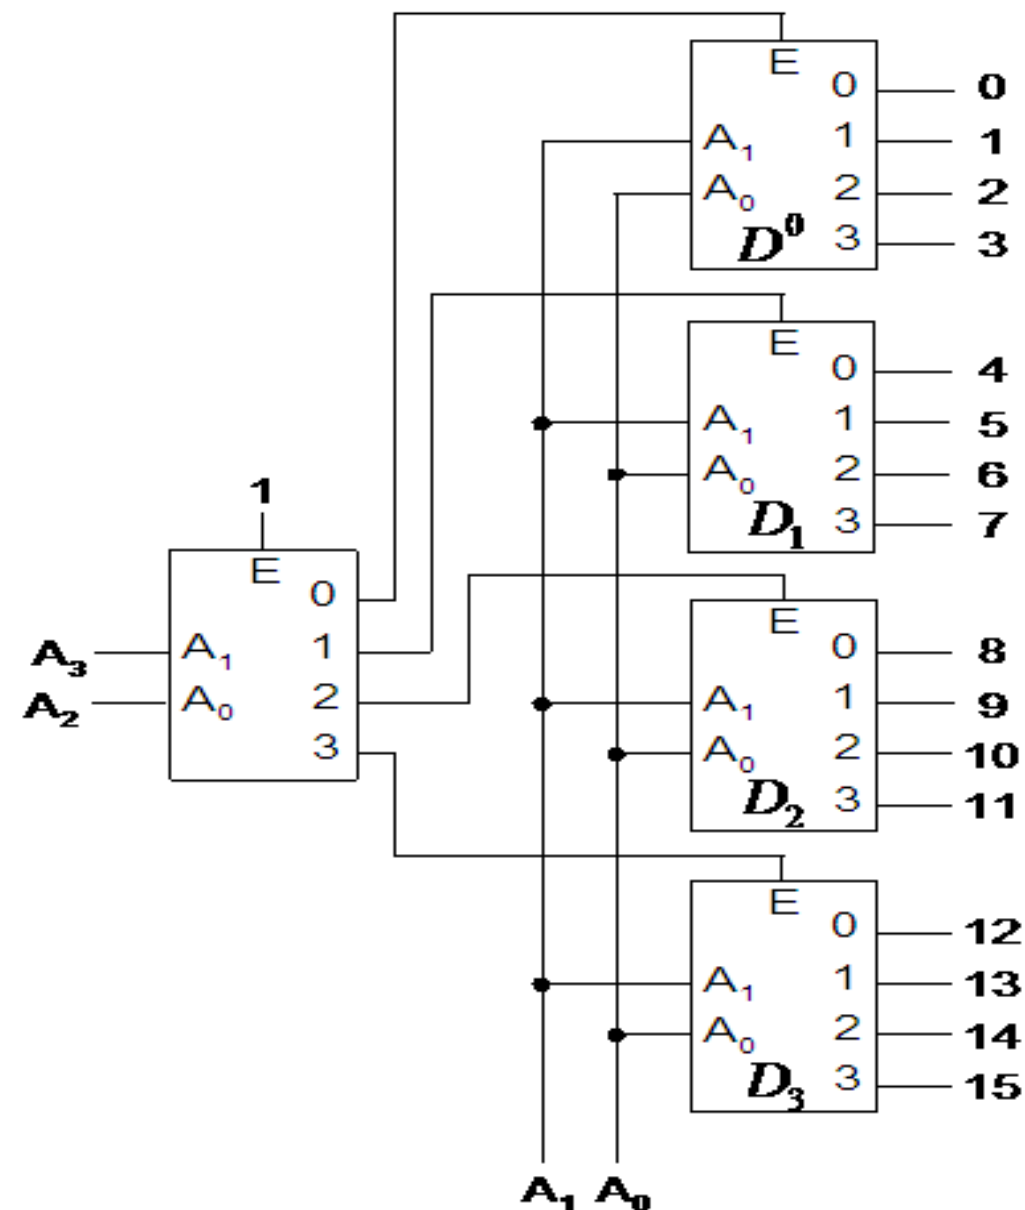 E
0 0
A₁ 1 1
A₀ 2 2
D⁰ 3 3
E
0 4
A₁ 1 5
A₀ 2 6
D₁ 3 7
1
E
0
A₃ A₁ 1
A₂ A₀ 2
3
E
0 8
A₁ 1 9
A₀ 2 10
D₂ 3 11
E
0 12
A₁ 1 13
A₀ 2 14
D₃ 3 15
A₁ A₀